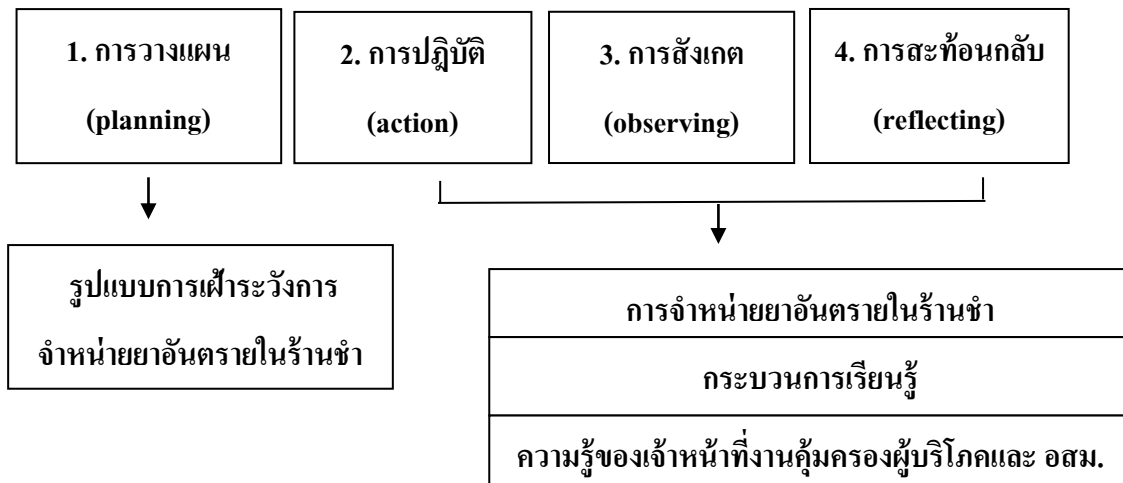 1. การวางแผน
(planning)
2. การปฎิบัติ
(action)
3. การสังเกต
(observing)
4. การสะท้อนกลับ
(reflecting)
รูปแบบการเฝ้าระวังการ
จำหน่ายยาอันตรายในร้านชำ
การจำหน่ายยาอันตรายในร้านชำ
กระบวนการเรียนรู้
ความรู้ของเจ้าหน้าที่งานคุ้มครองผู้บริโภคและ อสม.